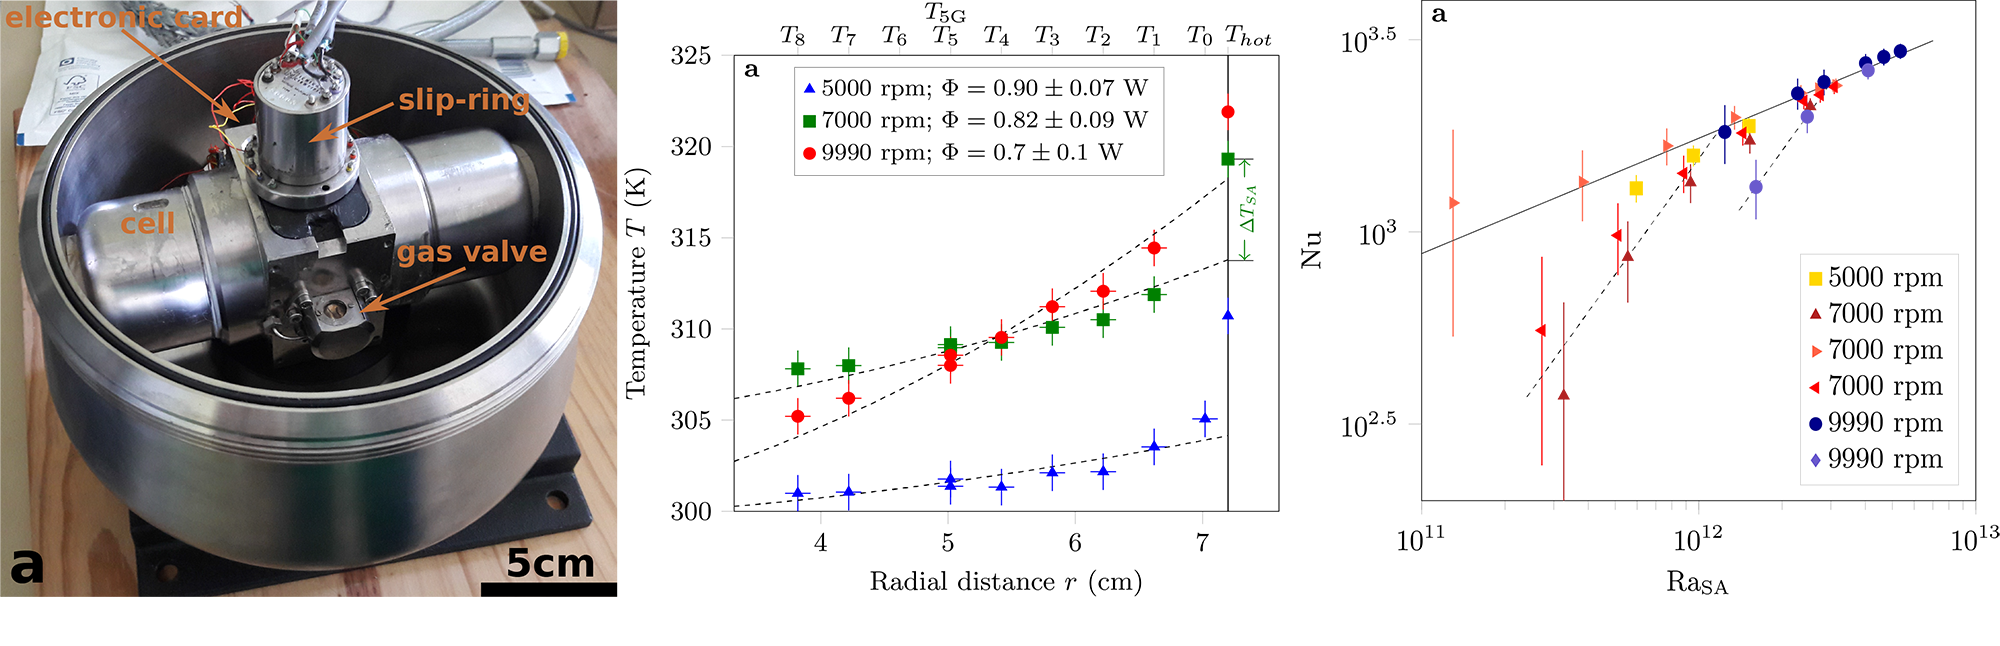 electronic card
slip-ring
cell
gas valve
a
5cm
T5G
T8 T7 T6 T5 T4 T3 T2 T1 T0 Thot
a
5000 rpm; Φ = 0.90 ± 0.07 W
7000 rpm; Φ = 0.82 ± 0.09 W
9990 rpm; Φ = 0.7 ± 0.1 W
ΔTSA
Temperature T (K)
325
320
315
310
305
300
4 5 6 7
Radial distance r (cm)
a
Nu
10^3.5
10^3
10^2.5
5000 rpm
7000 rpm
7000 rpm
7000 rpm
9990 rpm
9990 rpm
10^11 10^12 10^13
RaSA